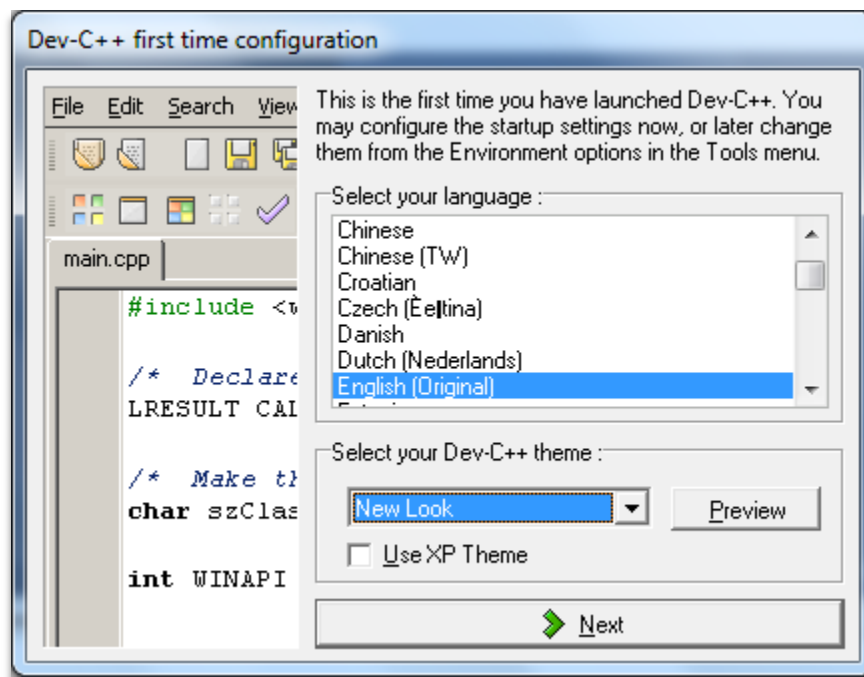 Dev-C++ first time configuration
File Edit Search View
main.cpp
#include <w
/* Declare
LRESULT CAL
/* Make th
char szClas
int WINAPI
This is the first time you have launched Dev-C++. You
may configure the startup settings now, or later change
them from the Environment options in the Tools menu.
Select your language :
Chinese
Chinese (TW)
Croatian
Czech (Èeltina)
Danish
Dutch (Nederlands)
English (Original)
Select your Dev-C++ theme :
New Look
Preview
Use XP Theme
Next